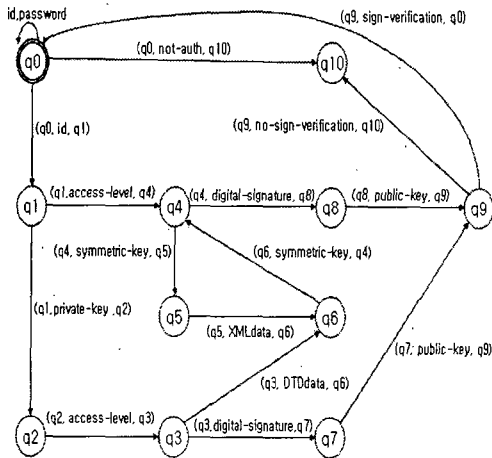 id,password
(q9, sign-verification, q0)
q0
(q0, not-auth, q10)
q10
(q9, no-sign-verification, q10)
(q0, id, q1)
q1
(q1,access-level, q4)
q4
(q4, digital-signature, q8)
q8
(q8, public-key, q9)
q9
(q4, symmetric-key, q5)
(q6, symmetric-key, q4)
(q1,private-key ,q2)
q5
(q5, XMLdata, q6)
q6
(q7, public-key, q9)
(q3, DTDdata, q6)
q2
(q2, access-level, q3)
q3
(q3,digital-signature,q7)
q7